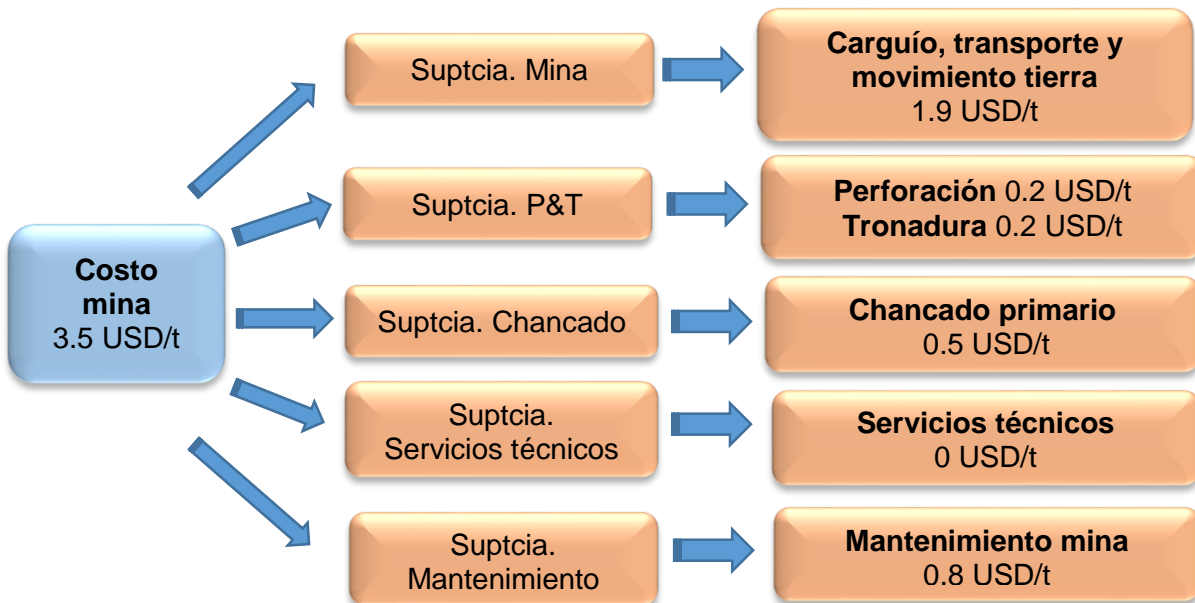 Costo
mina
3.5 USD/t
Suptcia. Mina
Carguío, transporte y
movimiento tierra
1.9 USD/t
Suptcia. P&T
Perforación 0.2 USD/t
Tronadura 0.2 USD/t
Suptcia. Chancado
Chancado primario
0.5 USD/t
Suptcia.
Servicios técnicos
Servicios técnicos
0 USD/t
Suptcia.
Mantenimiento
Mantenimiento mina
0.8 USD/t